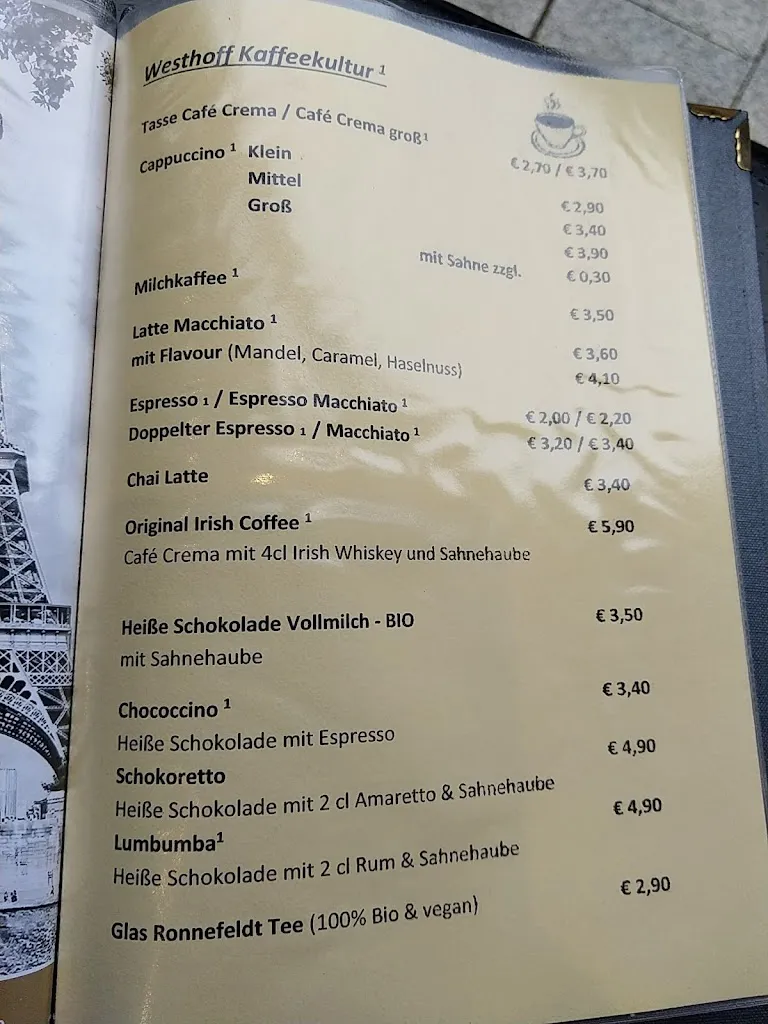 Westhoff Kaffeekultur ¹
Tasse Café Crema / Café Crema groß¹ € 2,70 / € 3,70
Cappuccino ¹ Klein € 2,90
Mittel € 3,40
Groß € 3,90
mit Sahne zzgl. € 0,30
Milchkaffee ¹ € 3,50
Latte Macchiato ¹ € 3,60
mit Flavour (Mandel, Caramel, Haselnuss) € 4,10
Espresso ₁ / Espresso Macchiato ¹ € 2,00 / € 2,20
Doppelter Espresso ₁ / Macchiato ¹ € 3,20 / € 3,40
Chai Latte € 3,40
Original Irish Coffee ¹ € 5,90
Café Crema mit 4cl Irish Whiskey und Sahnehaube
Heiße Schokolade Vollmilch - BIO € 3,50
mit Sahnehaube
Chococcino ¹ € 3,40
Heiße Schokolade mit Espresso
Schokoretto € 4,90
Heiße Schokolade mit 2 cl Amaretto & Sahnehaube
Lumbumba¹ € 4,90
Heiße Schokolade mit 2 cl Rum & Sahnehaube
Glas Ronnefeldt Tee (100% Bio & vegan) € 2,90